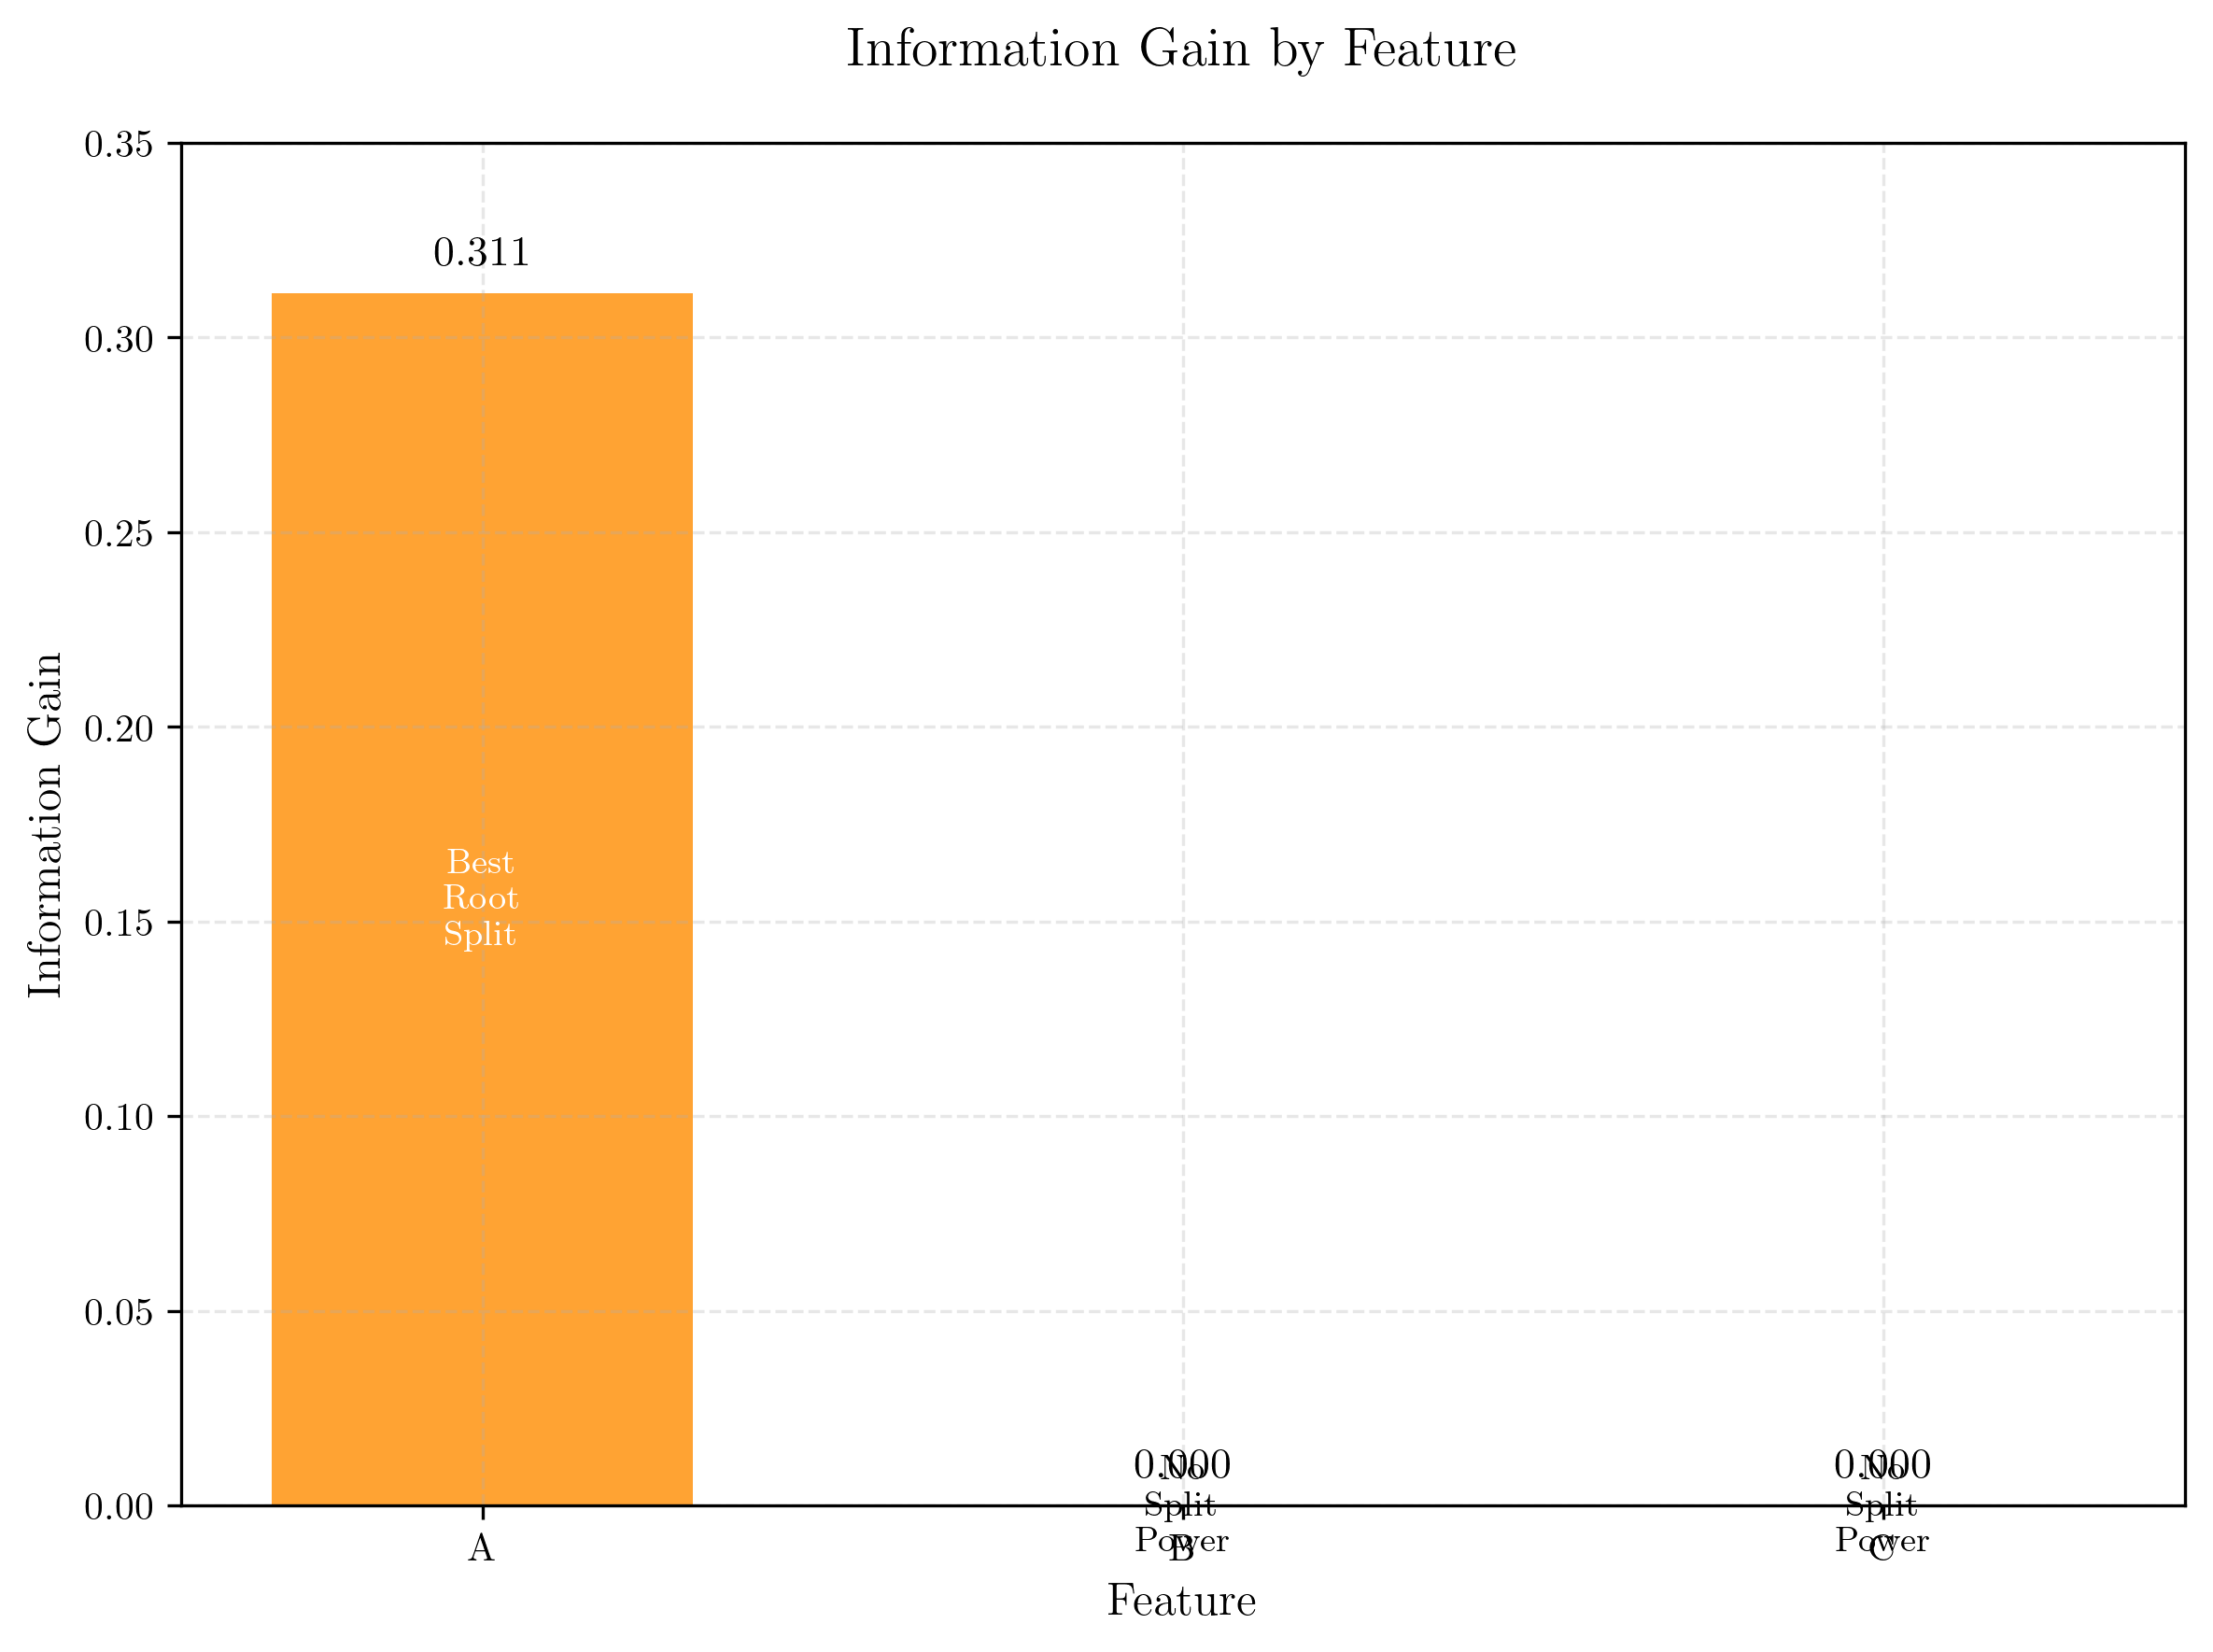 Information Gain by Feature
0.35
0.30
0.25
0.20
0.15
0.10
0.05
0.00
Information Gain
0.311
Best
Root
Split
0.000
No
Split
Power
0.000
No
Split
Power
A
B
C
Feature